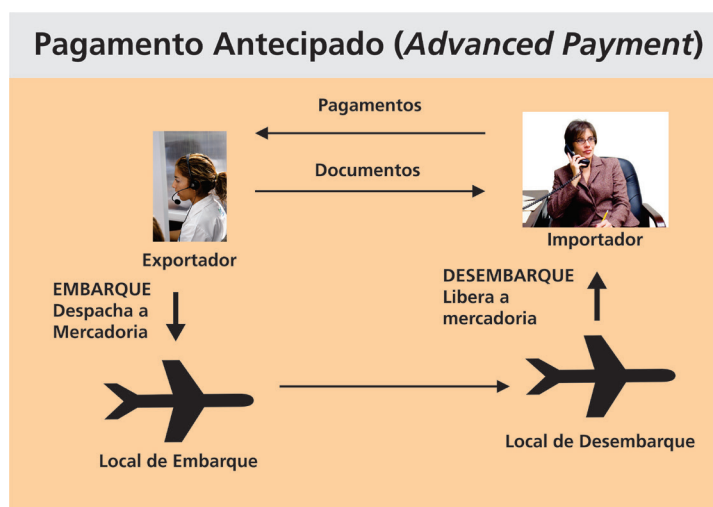 Pagamento Antecipado (Advanced Payment)
Pagamentos
Documentos
Exportador
Importador
EMBARQUE
Despacha a
Mercadoria
DESEMBARQUE
Libera a
mercadoria
Local de Embarque
Local de Desembarque